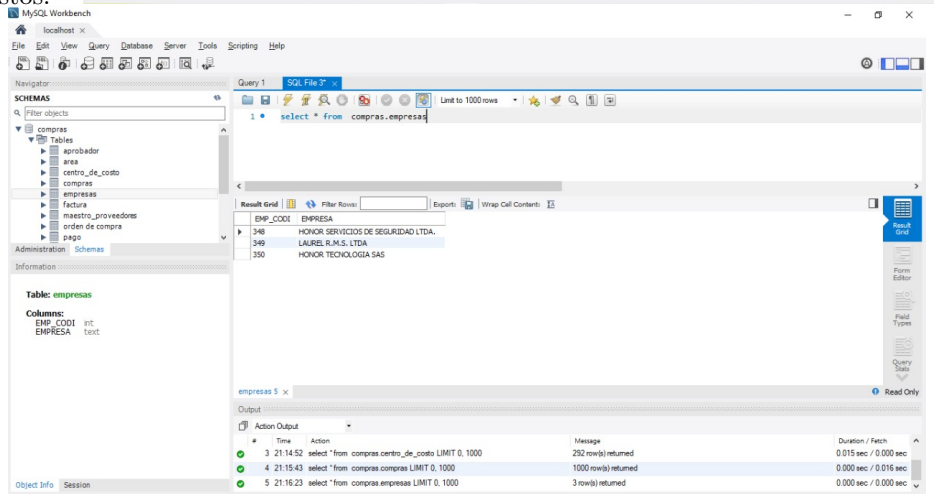 MySQL Workbench
localhost ×
File Edit View Query Database Server Tools Scripting Help
Navigator
SCHEMAS
Filter objects
compras
Tables
aprobador
area
centro_de_costo
compras
empresas
factura
maestro_proveedores
orden de compra
pago
Administration Schemas
Information
Table: empresas
Columns:
EMP_CODI int
EMPRESA text
Object Info Session
Query 1 SQL File 3* ×
Limit to 1000 rows
1 select * from compras.empresas
Result Grid Filter Rows: Export: Wrap Cell Content:
EMP_CODI EMPRESA
348 HONOR SERVICIOS DE SEGURIDAD LTDA.
349 LAUREL R.M.S. LTDA
350 HONOR TECNOLOGIA SAS
Result
Grid
Form
Editor
Field
Types
Query
Stats
empresas 5 ×
Read Only
Output
Action Output
# Time Action Message Duration / Fetch
3 21:14:52 select * from compras.centro_de_costo LIMIT 0, 1000 292 row(s) returned 0.015 sec / 0.000 sec
4 21:15:43 select * from compras.compras LIMIT 0, 1000 1000 row(s) returned 0.000 sec / 0.016 sec
5 21:16:23 select * from compras.empresas LIMIT 0, 1000 3 row(s) returned 0.000 sec / 0.000 sec